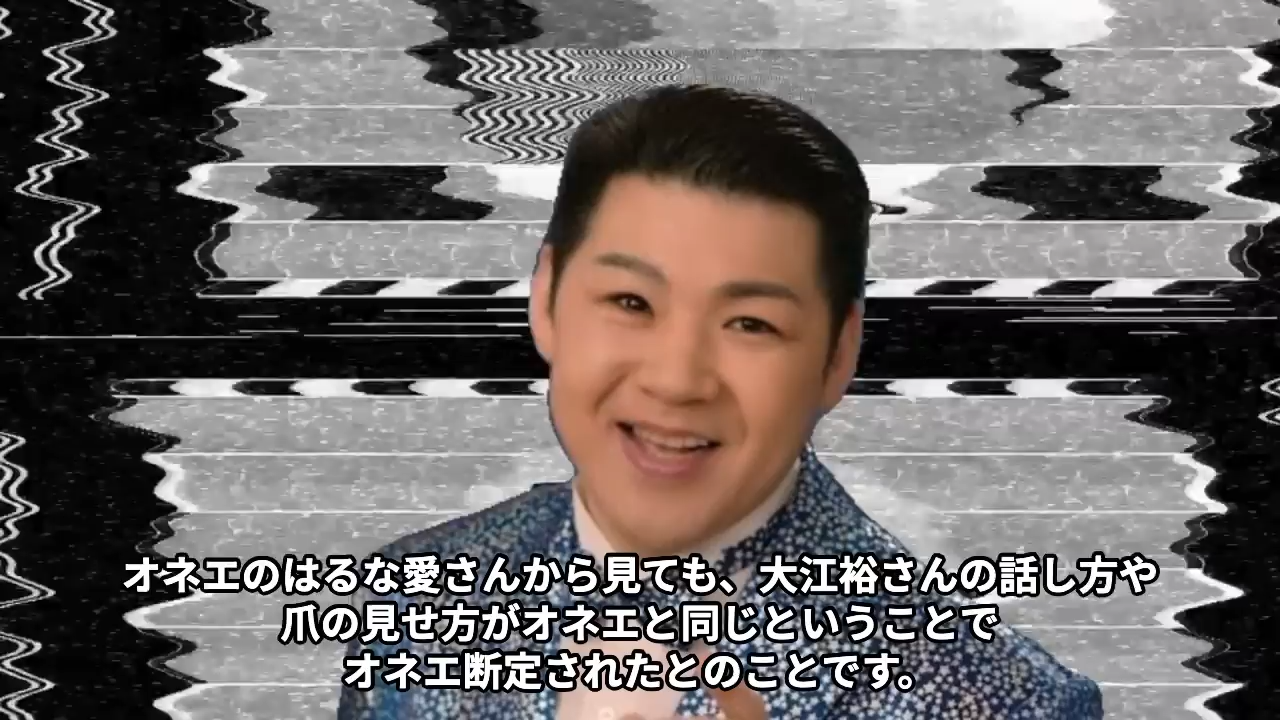 オネエのはるな愛さんから見ても、大江裕さんの話し方や
爪の見せ方がオネエと同じということで
オネエ断定されたとのことです。